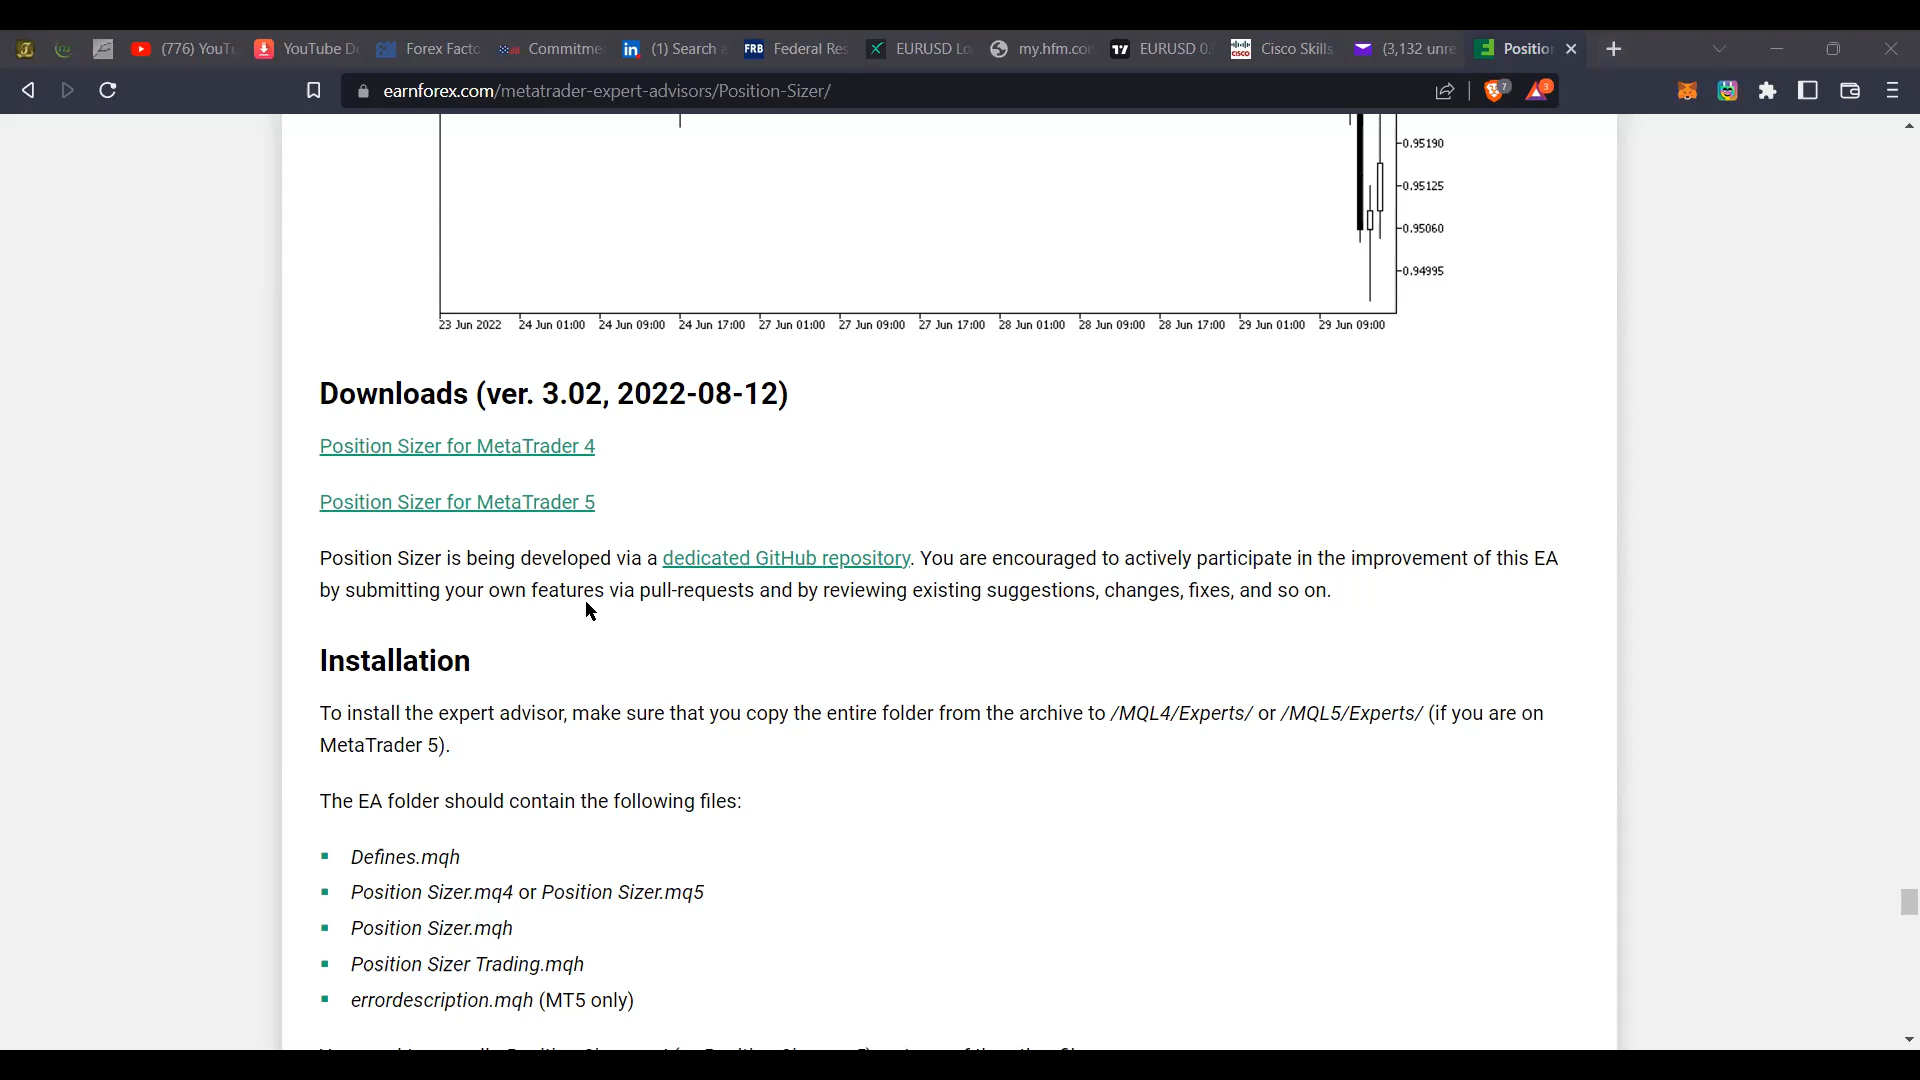 (776) YouT
YouTube D
Forex Fact
Commitme
in
(1) Search
FRB
Federal Res
EURUSD Lo
my.hfm.co
EURUSD 0.
CISCO
Cisco Skills
(3,132 unre
Positio
earnforex.com/metatrader-expert-advisors/Position-Sizer/
7
3
0.95190
0.95125
0.95060
0.94995
23 Jun 2022 24 Jun 01:00 24 Jun 09:00 24 Jun 17:00 27 Jun 01:00 27 Jun 09:00 27 Jun 17:00 28 Jun 01:00 28 Jun 09:00 28 Jun 17:00 29 Jun 01:00 29 Jun 09:00
Downloads (ver. 3.02, 2022-08-12)
Position Sizer for MetaTrader 4
Position Sizer for MetaTrader 5
Position Sizer is being developed via a dedicated GitHub repository. You are encouraged to actively participate in the improvement of this EA
by submitting your own features via pull-requests and by reviewing existing suggestions, changes, fixes, and so on.
Installation
To install the expert advisor, make sure that you copy the entire folder from the archive to /MQL4/Experts/ or /MQL5/Experts/ (if you are on
MetaTrader 5).
The EA folder should contain the following files:
Defines.mqh
Position Sizer.mq4 or Position Sizer.mq5
Position Sizer.mqh
Position Sizer Trading.mqh
errordescription.mqh (MT5 only)